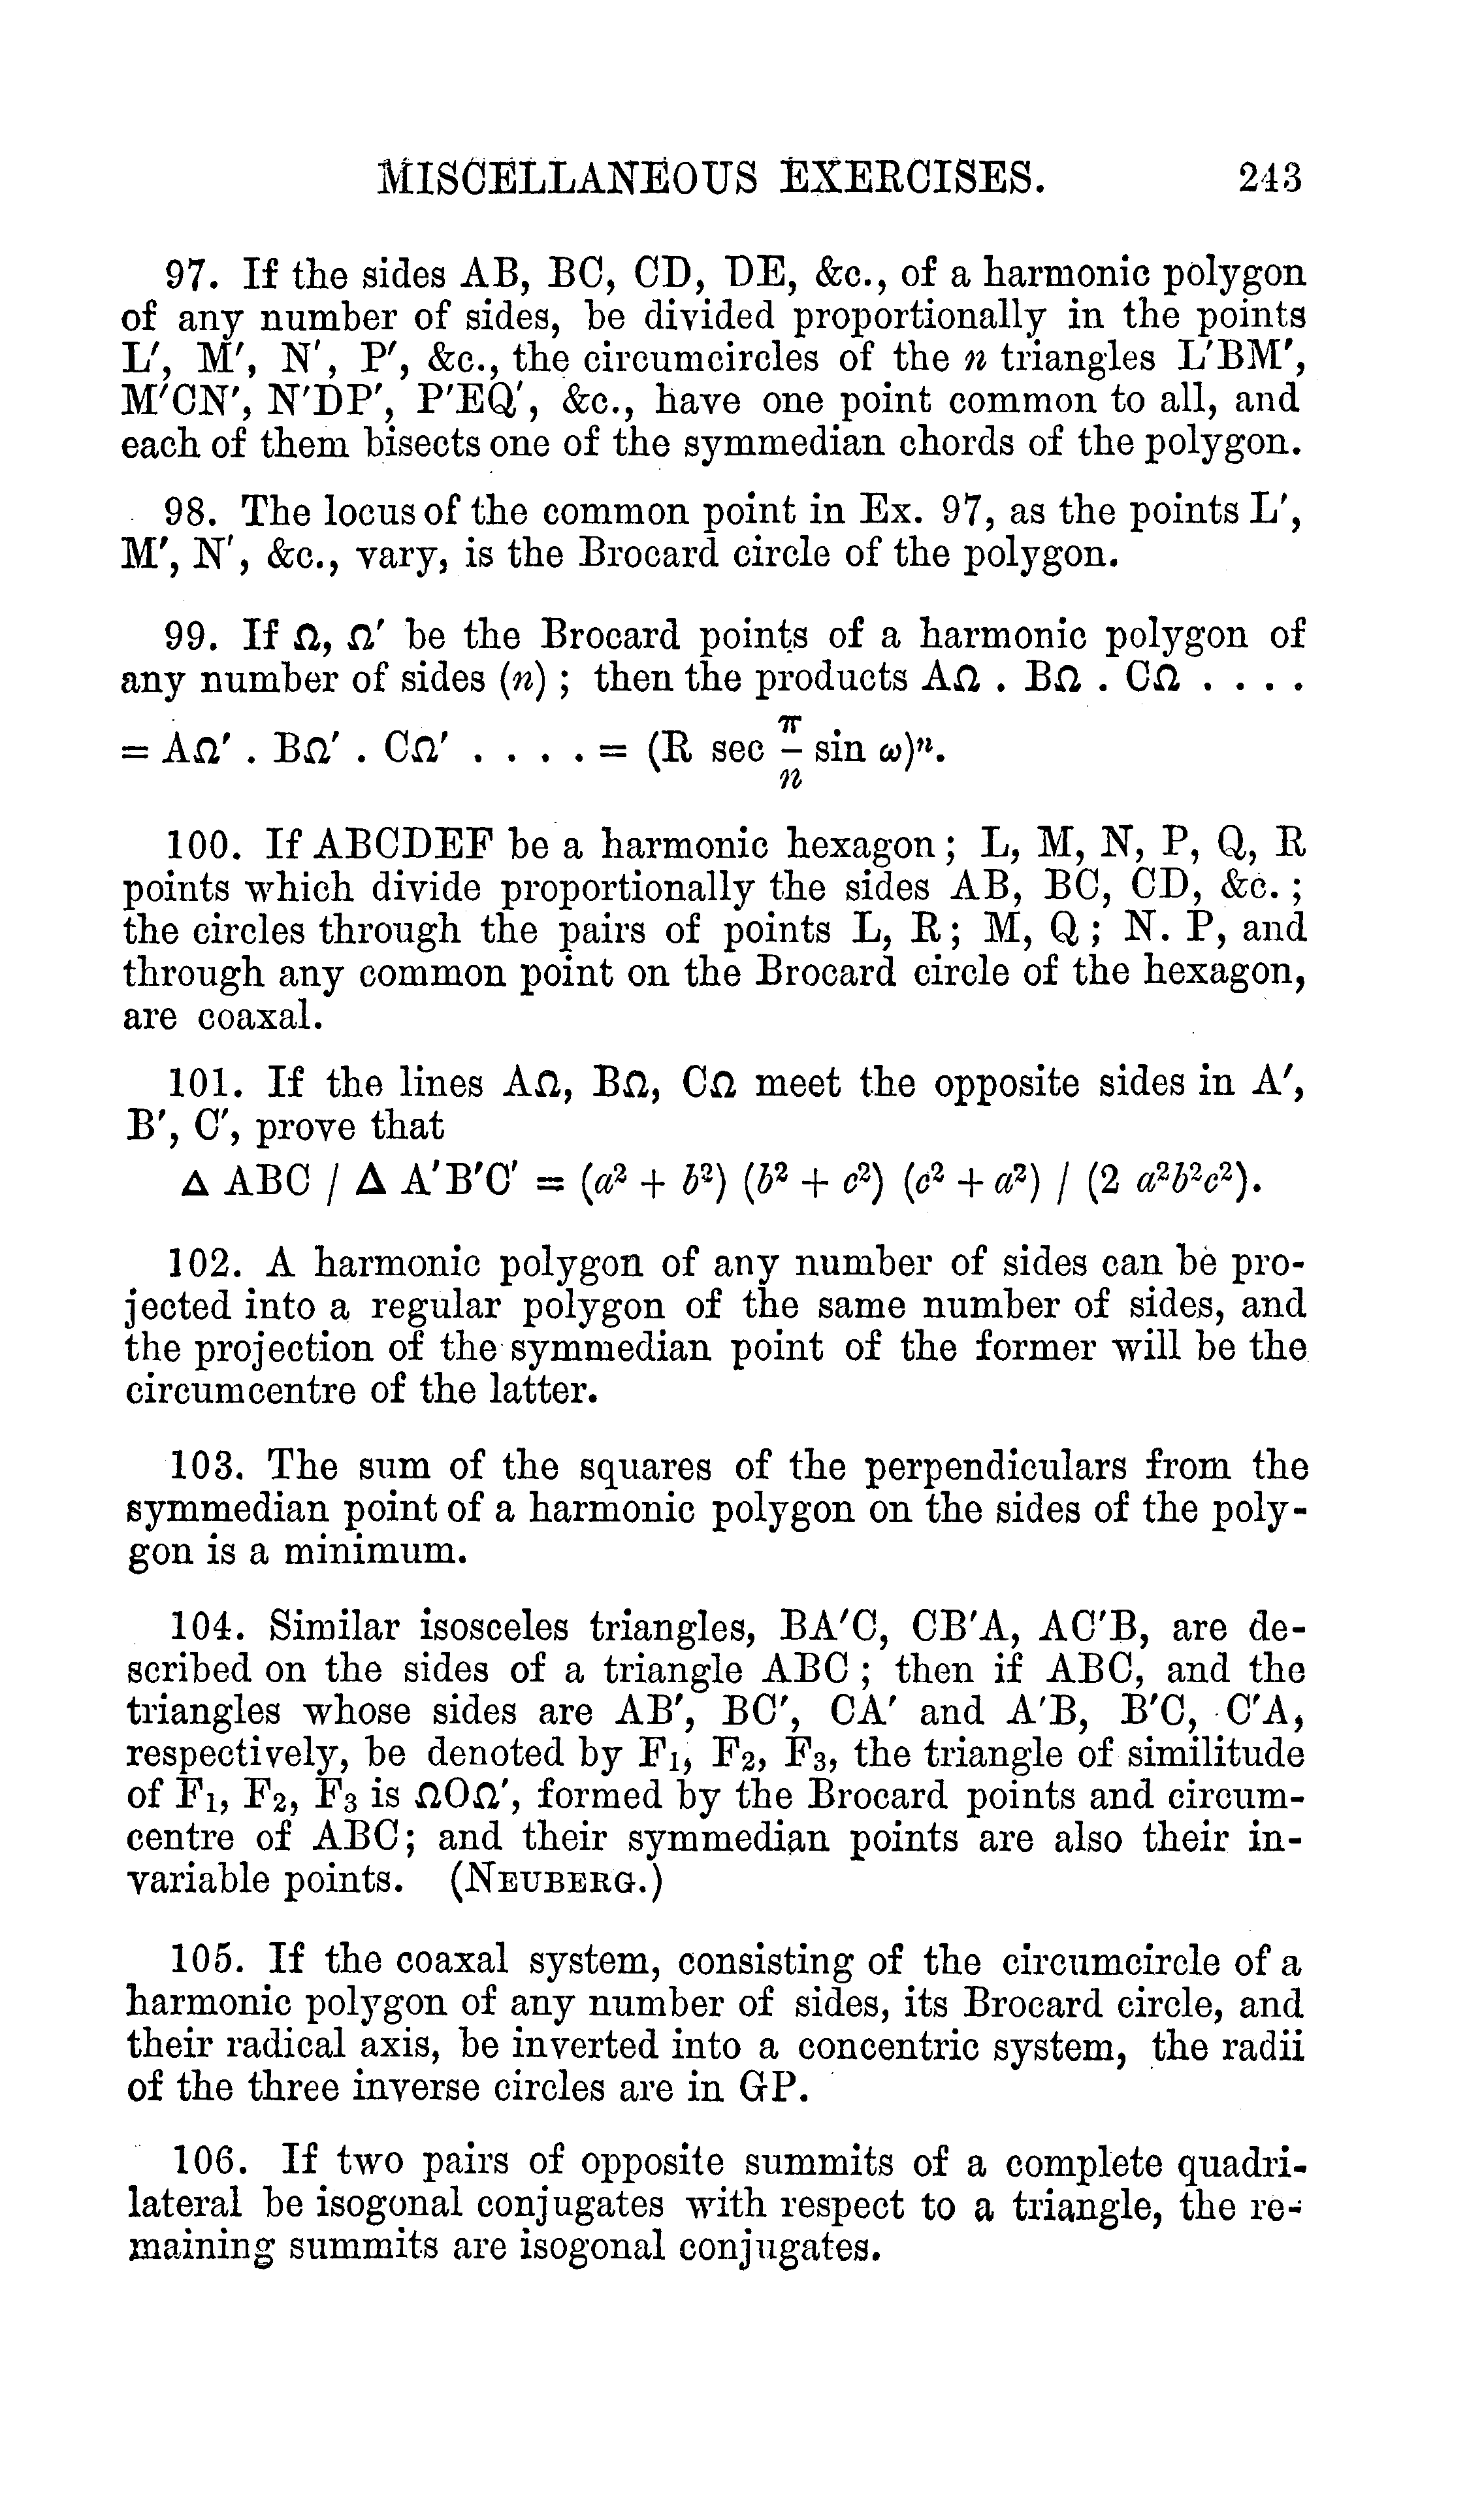 MISCELLANEOUS EXERCISES. 243
97. If the sides AB, BC, CD, DE, &c., of a harmonic polygon
of any number of sides, be divided proportionally in the points
L′, M′, N′, P′, &c., the circumcircles of the n triangles L′BM′,
M′CN′, N′DP′, P′EQ′, &c., have one point common to all, and
each of them bisects one of the symmedian chords of the polygon.
98. The locus of the common point in Ex. 97, as the points L′,
M′, N′, &c., vary, is the Brocard circle of the polygon.
99. If Ω, Ω′ be the Brocard points of a harmonic polygon of
any number of sides (n) ; then the products AΩ . BΩ . CΩ . . . .
= AΩ′ . BΩ′ . CΩ′ . . . . = (R sec π/n sin ω)ⁿ.
100. If ABCDEF be a harmonic hexagon ; L, M, N, P, Q, R
points which divide proportionally the sides AB, BC, CD, &c. ;
the circles through the pairs of points L, R ; M, Q ; N. P, and
through any common point on the Brocard circle of the hexagon,
are coaxal.
101. If the lines AΩ, BΩ, CΩ meet the opposite sides in A′,
B′, C′, prove that
Δ ABC / Δ A′B′C′ = (a² + b²) (b² + c²) (c² + a²) / (2 a²b²c²).
102. A harmonic polygon of any number of sides can be pro-
jected into a regular polygon of the same number of sides, and
the projection of the symmedian point of the former will be the
circumcentre of the latter.
103. The sum of the squares of the perpendiculars from the
symmedian point of a harmonic polygon on the sides of the poly-
gon is a minimum.
104. Similar isosceles triangles, BA′C, CB′A, AC′B, are de-
scribed on the sides of a triangle ABC ; then if ABC, and the
triangles whose sides are AB′, BC′, CA′ and A′B, B′C, C′A,
respectively, be denoted by F₁, F₂, F₃, the triangle of similitude
of F₁, F₂, F₃ is ΩOΩ′, formed by the Brocard points and circum-
centre of ABC; and their symmedian points are also their in-
variable points. (NEUBERG.)
105. If the coaxal system, consisting of the circumcircle of a
harmonic polygon of any number of sides, its Brocard circle, and
their radical axis, be inverted into a concentric system, the radii
of the three inverse circles are in GP.
106. If two pairs of opposite summits of a complete quadri-
lateral be isogonal conjugates with respect to a triangle, the re-
maining summits are isogonal conjugates.